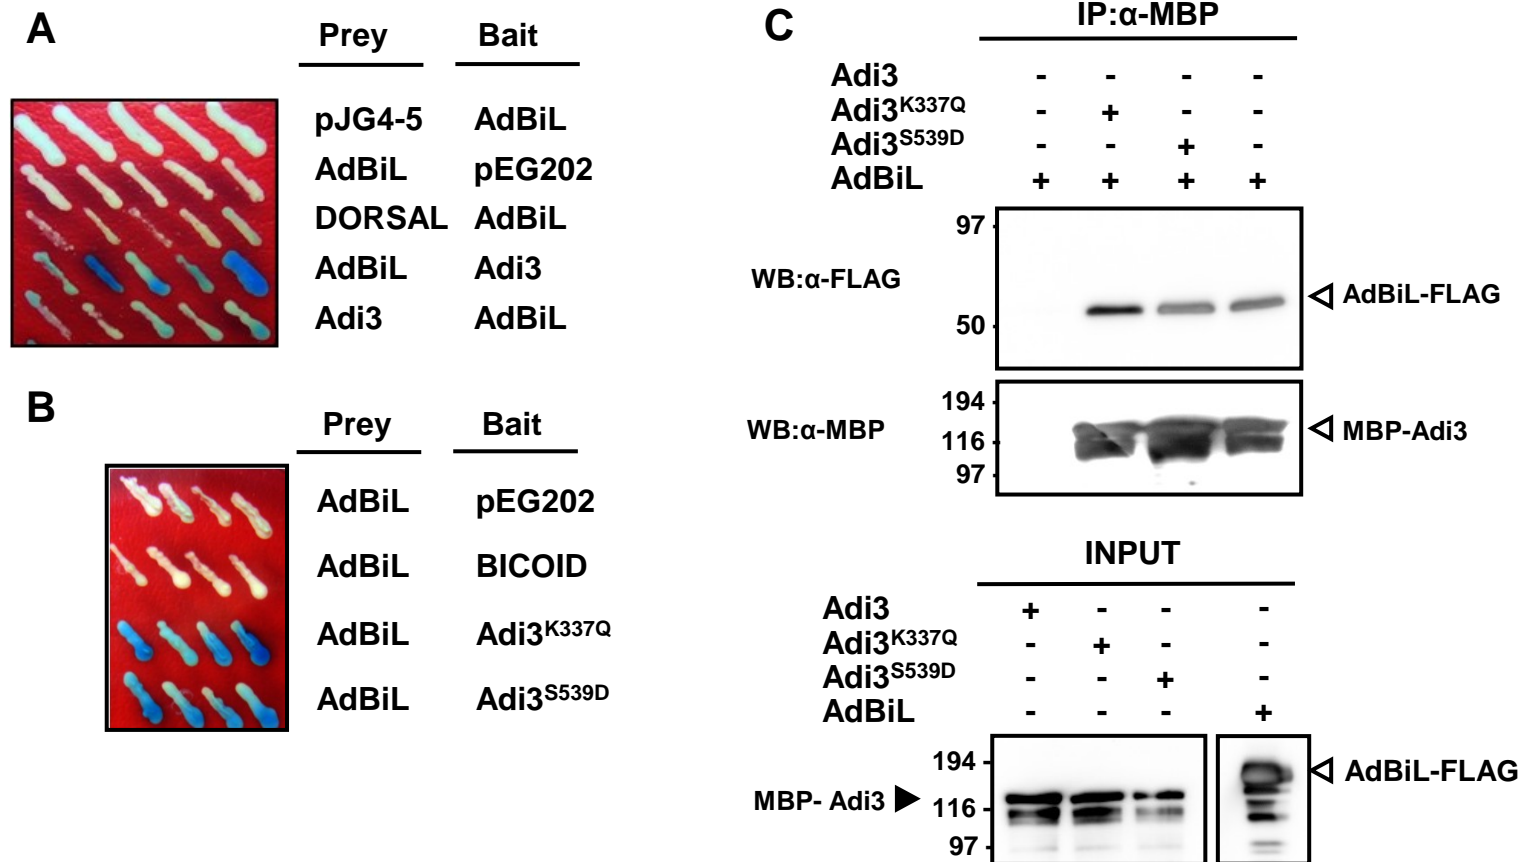 A
Prey Bait
pJG4-5 AdBiL
AdBiL pEG202
DORSAL AdBiL
AdBiL Adi3
Adi3 AdBiL
B
Prey Bait
AdBiL pEG202
AdBiL BICOID
AdBiL Adi3K337Q
AdBiL Adi3S539D
C
IP:α-MBP
Adi3 - - - -
Adi3K337Q - + - -
Adi3S539D - - + -
AdBiL + + + +
97
WB:α-FLAG
AdBiL-FLAG
50
194
WB:α-MBP
MBP-Adi3
116
97
INPUT
Adi3 + - - -
Adi3K337Q - + - -
Adi3S539D - - + -
AdBiL - - - +
194
AdBiL-FLAG
MBP- Adi3
116
97